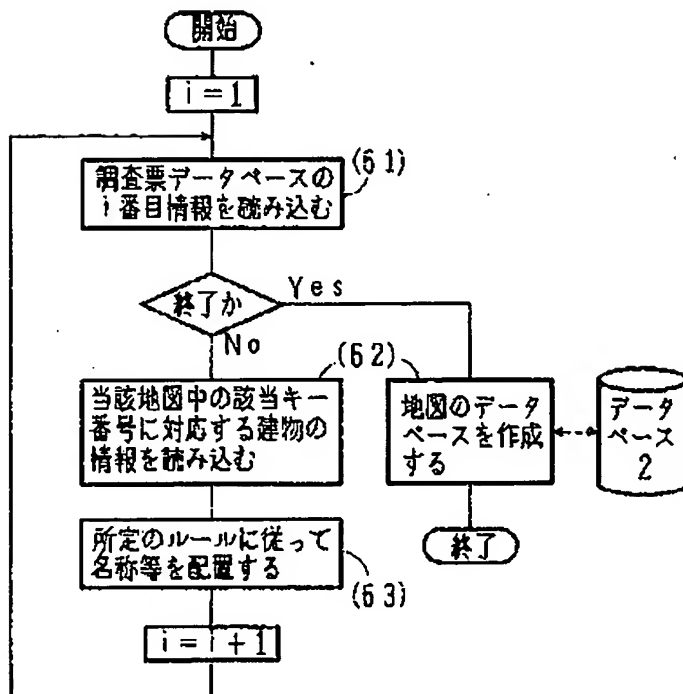 開始
i=1
(61)
調査票データベースの
i番目情報を読み込む
終了か
Yes
No
(62)
当該地図中の該当キー
番号に対応する建物の
情報を読み込む
地図のデータ
ベースを作成
する
データ
ベース
2
終了
所定のルールに従って
名称等を配置する
(63)
i=i+1